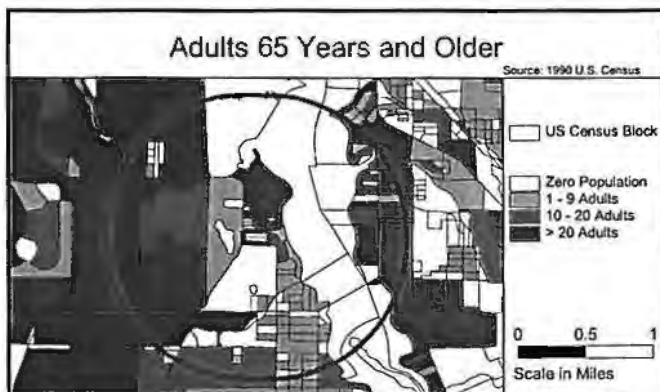 Adults 65 Years and Older
Source: 1990 U.S. Census
US Census Block
Zero Population
1 - 9 Adults
10 - 20 Adults
> 20 Adults
0 0.5 1
Scale in Miles